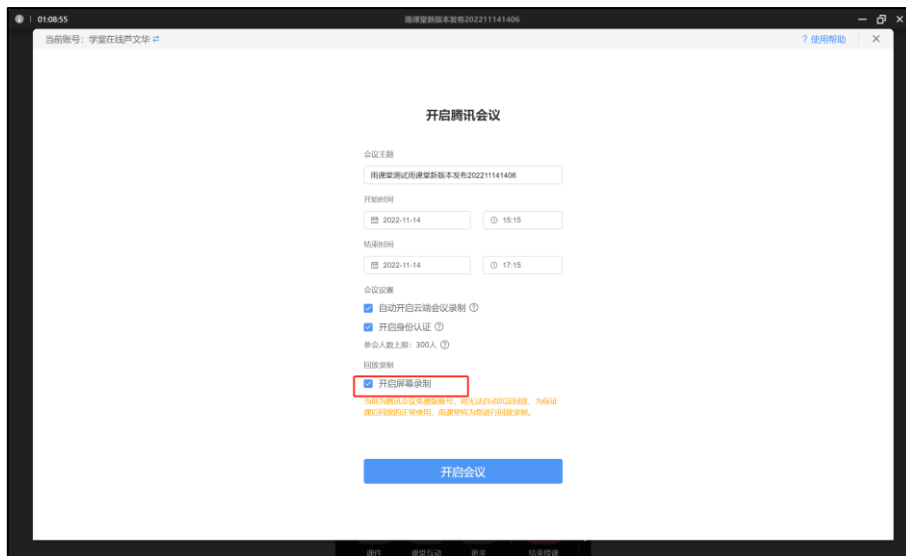 01:08:55
雨课堂新版本发布202211141406
当前账号：学堂在线芦文华
? 使用帮助
开启腾讯会议
会议主题
雨课堂测试雨课堂新版本发布202211141406
开始时间
2022-11-14 15:15
结束时间
2022-11-14 17:15
会议设置
自动开启云端会议录制
开启身份认证
参会人数上限：300人
回放录制
开启屏幕录制
当前为腾讯会议免费版账号，将无法自动沉淀回放，为保证
课后回放的正常使用，雨课堂将为您进行回放录制。
开启会议
课件 课堂互动 更多 结束授课